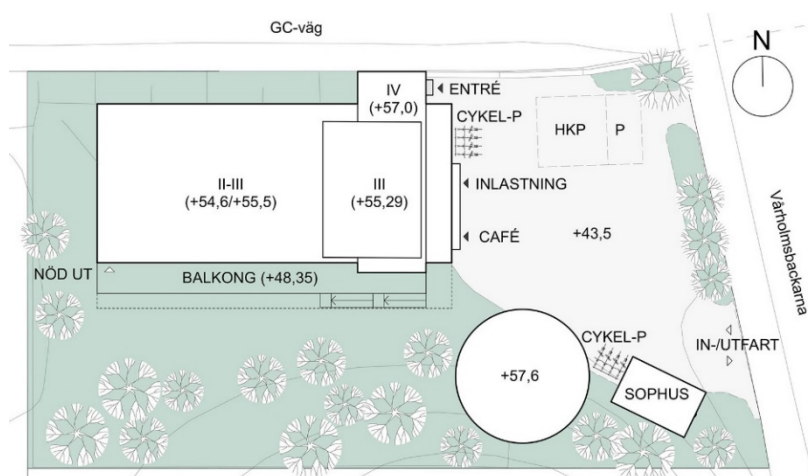 GC-väg
N
IV
(+57,0)
ENTRÉ
CYKEL-P
HKP
P
II-III
(+54,6/+55,5)
III
(+55,29)
INLASTNING
CAFÉ
+43,5
Vårholmsbackarna
NÖD UT
BALKONG (+48,35)
CYKEL-P
IN-/UTFART
+57,6
SOPHUS